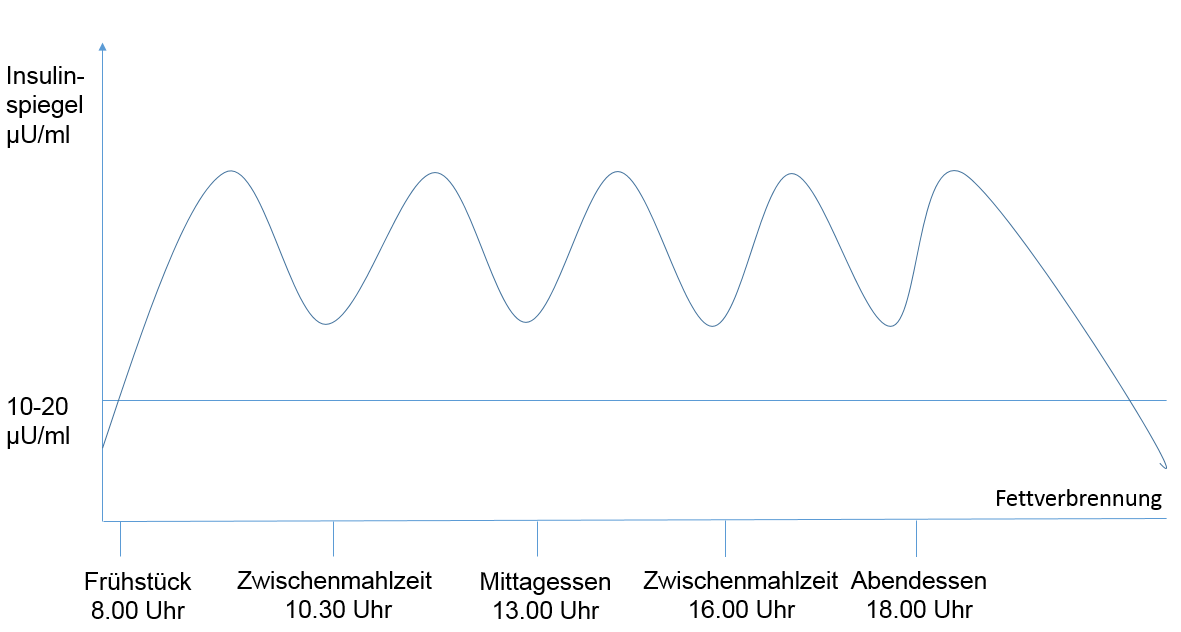 Insulin-
spiegel
µU/ml
10-20
µU/ml
Fettverbrennung
Frühstück
8.00 Uhr
Zwischenmahlzeit
10.30 Uhr
Mittagessen
13.00 Uhr
Zwischenmahlzeit
16.00 Uhr
Abendessen
18.00 Uhr